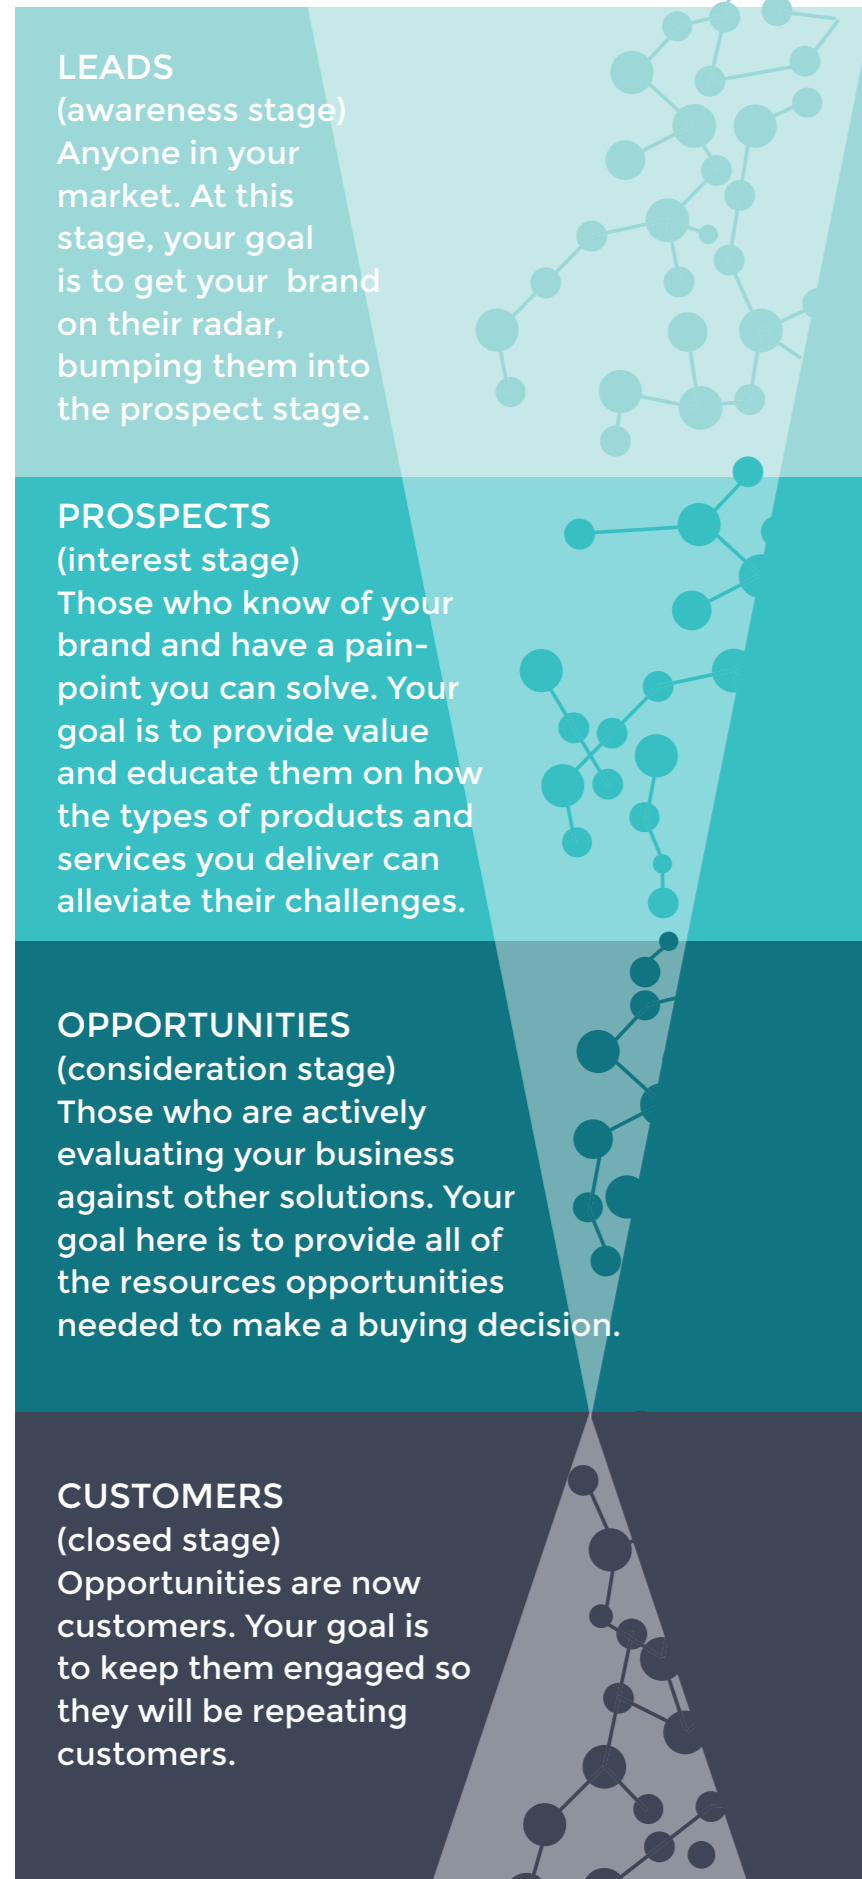 LEADS
(awareness stage)
Anyone in your
market. At this
stage, your goal
is to get your  brand
on their radar,
bumping them into
the prospect stage.
PROSPECTS
(interest stage)
Those who know of your
brand and have a pain-
point you can solve. Your
goal is to provide value
and educate them on how
the types of products and
services you deliver can
alleviate their challenges.
OPPORTUNITIES
(consideration stage)
Those who are actively
evaluating your business
against other solutions. Your
goal here is to provide all of
the resources opportunities
needed to make a buying decision.
CUSTOMERS
(closed stage)
Opportunities are now
customers. Your goal is
to keep them engaged so
they will be repeating
customers.